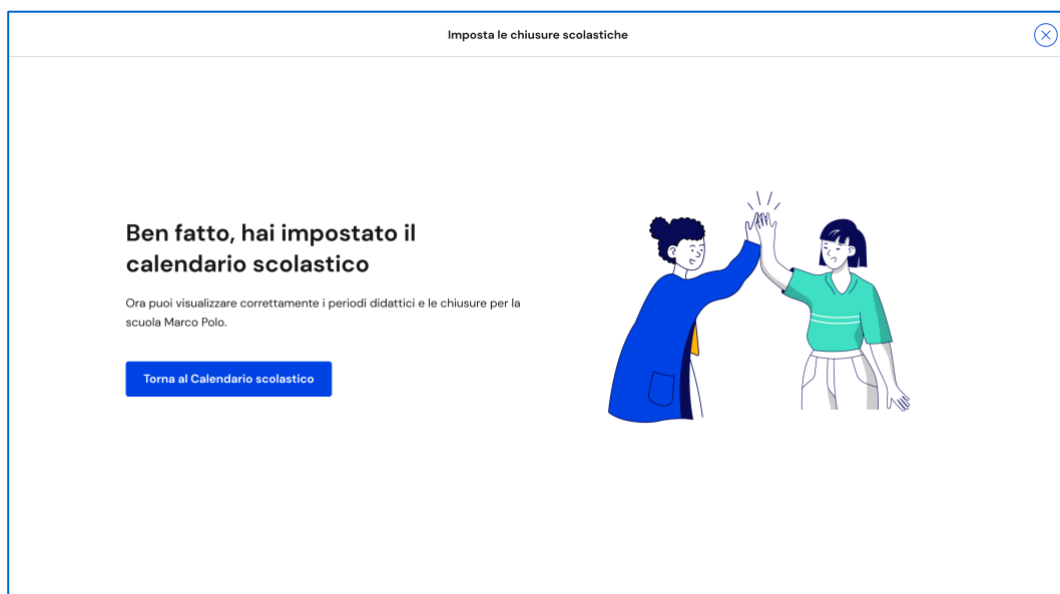 Imposta le chiusure scolastiche
Ben fatto, hai impostato il
calendario scolastico
Ora puoi visualizzare correttamente i periodi didattici e le chiusure per la
scuola Marco Polo.
Torna al Calendario scolastico